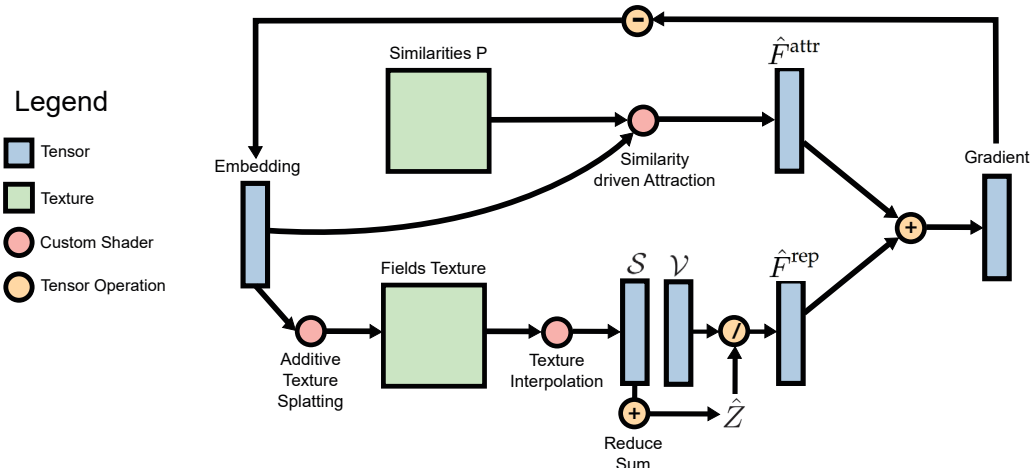 −
Similarities P
F̂^attr
Legend
Tensor
Embedding
Similarity
driven Attraction
Gradient
Texture
Custom Shader
+
Fields Texture
S V F̂^rep
Tensor Operation
/
Additive
Texture
Splatting
Texture
Interpolation
+
Ẑ
Reduce
Sum